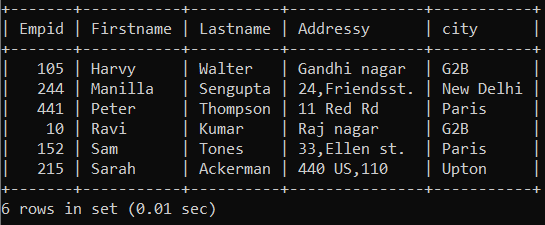 +-------+-----------+----------+--------------+-----------+
| Empid | Firstname | Lastname | Addressy     | city      |
+-------+-----------+----------+--------------+-----------+
|   105 | Harvy     | Walter   | Gandhi nagar | G2B       |
|   244 | Manilla   | Sengupta | 24,Friendsst. | New Delhi |
|   441 | Peter     | Thompson | 11 Red Rd    | Paris     |
|    10 | Ravi      | Kumar    | Raj nagar    | G2B       |
|   152 | Sam       | Tones    | 33,Ellen st. | Paris     |
|   215 | Sarah     | Ackerman | 440 US,110   | Upton     |
+-------+-----------+----------+--------------+-----------+
6 rows in set (0.01 sec)